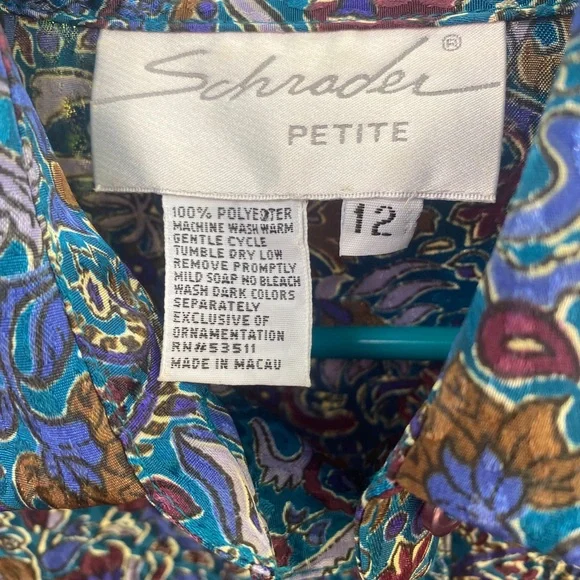 Schrader ®
PETITE
12
100% POLYESTER
MACHINE WASH WARM
GENTLE CYCLE
TUMBLE DRY LOW
REMOVE PROMPTLY
MILD SOAP NO BLEACH
WASH DARK COLORS
SEPARATELY
EXCLUSIVE OF
ORNAMENTATION
RN#53511
MADE IN MACAU